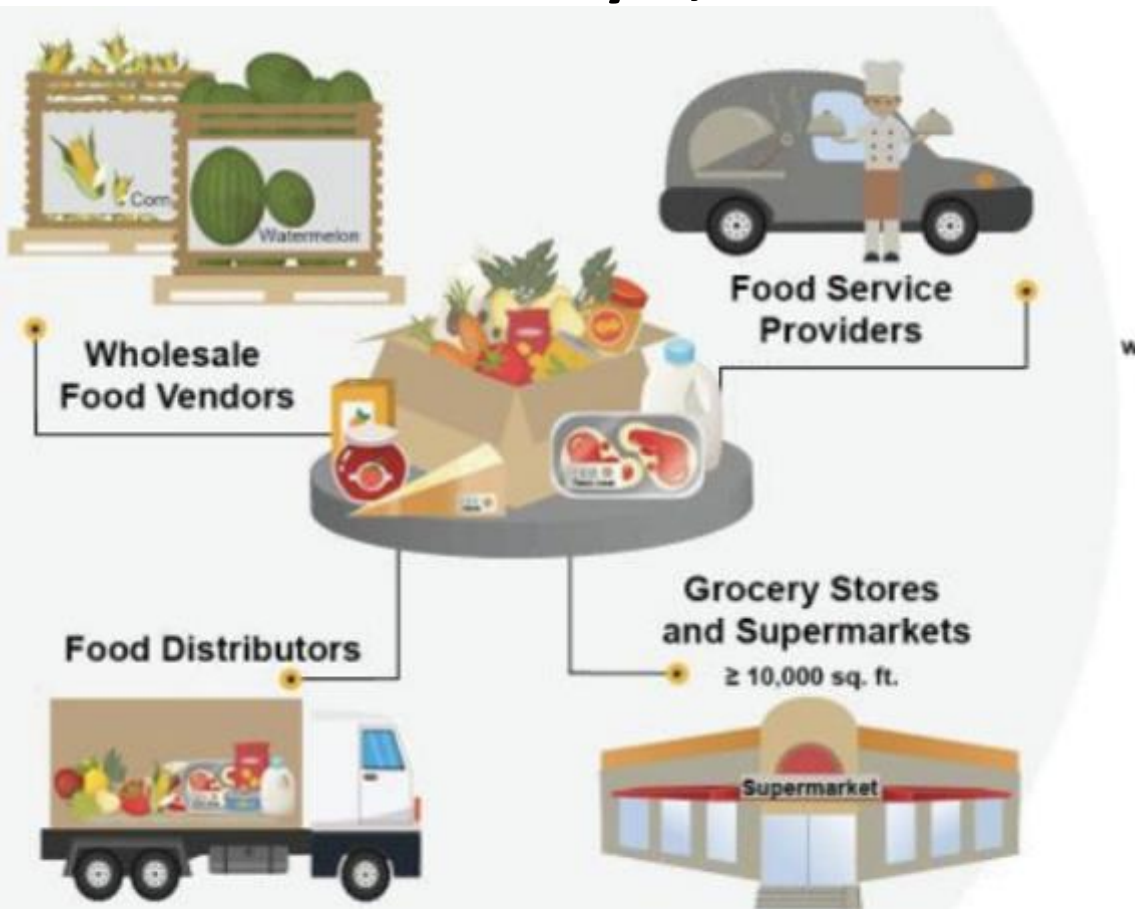 Corn
Watermelon
Food Service
Providers
Wholesale
Food Vendors
Grocery Stores
and Supermarkets
≥ 10,000 sq. ft.
Food Distributors
Supermarket